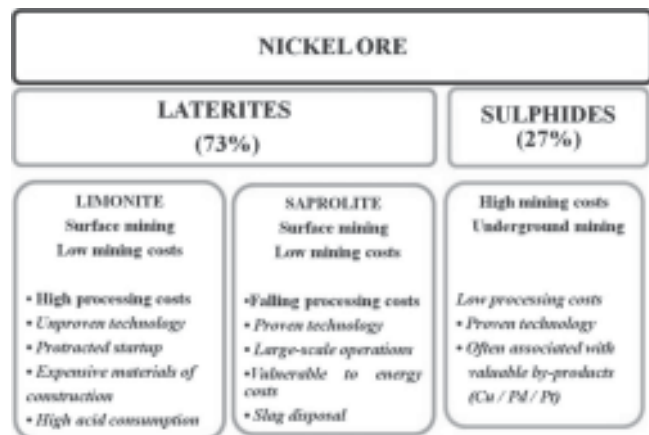 NICKEL ORE
LATERITES
(73%)
SULPHIDES
(27%)
LIMONITE
Surface mining
Low mining costs
• High processing costs
• Unproven technology
• Protracted startup
• Expensive materials of
construction
• High acid consumption
SAPROLITE
Surface mining
Low mining costs
•Falling processing costs
• Proven technology
• Large-scale operations
•Vulnerable to energy
costs
• Slag disposal
High mining costs
Underground mining
Low processing costs
• Proven technology
• Often associated with
valuable by-products
(Cu / Pd / Pt)